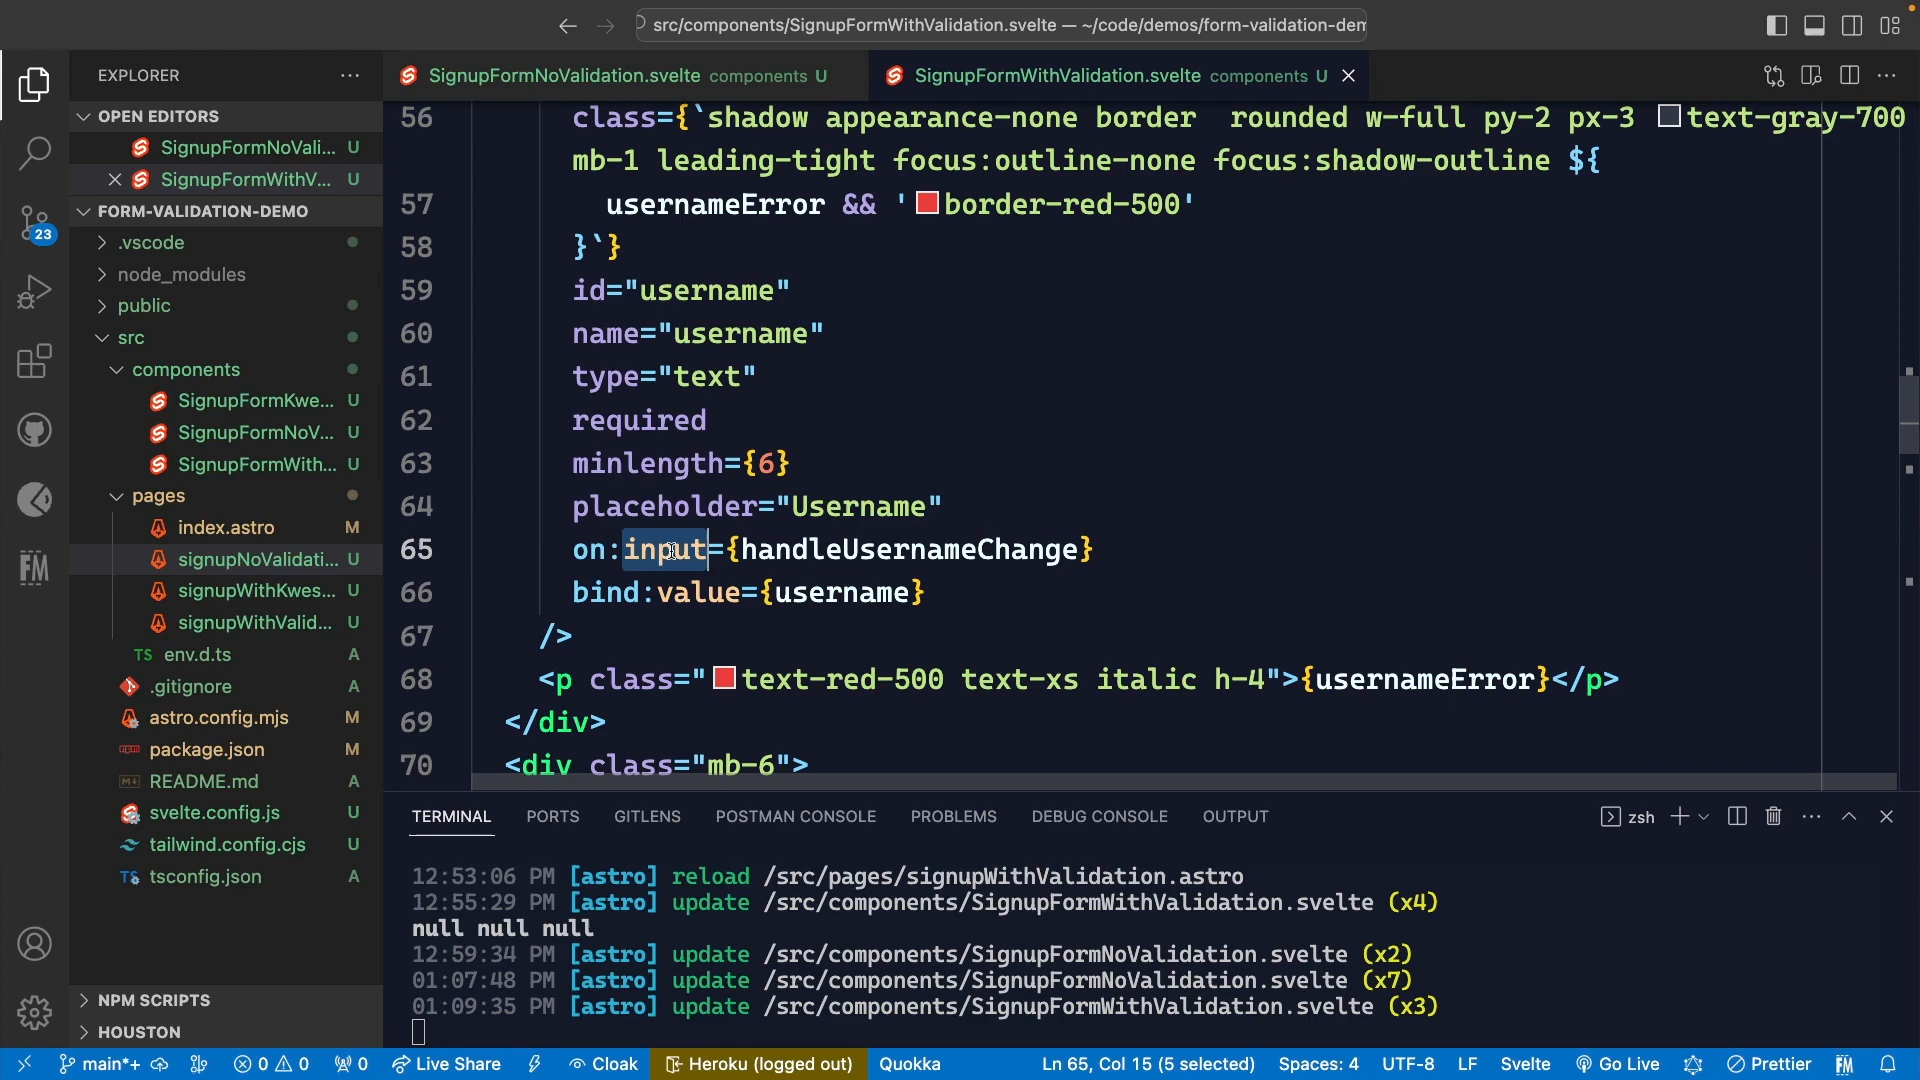 src/components/SignupFormWithValidation.svelte — ~/code/demos/form-validation-den
EXPLORER
SignupFormNoValidation.svelte components U
SignupFormWithValidation.svelte components U
OPEN EDITORS
SignupFormNoVali... U
SignupFormWithV... U
FORM-VALIDATION-DEMO
.vscode
node_modules
public
src
components
SignupFormKwe... U
SignupFormNoV... U
SignupFormWith... U
pages
index.astro M
signupNoValidati... U
signupWithKwes... U
signupWithValid... U
TS env.d.ts A
.gitignore A
astro.config.mjs M
package.json M
README.md A
svelte.config.js U
tailwind.config.cjs U
tsconfig.json A
NPM SCRIPTS
HOUSTON
23
FM
56 class={`shadow appearance-none border rounded w-full py-2 px-3 text-gray-700
mb-1 leading-tight focus:outline-none focus:shadow-outline ${
57 usernameError && 'border-red-500'
58 }`}
59 id="username"
60 name="username"
61 type="text"
62 required
63 minlength={6}
64 placeholder="Username"
65 on:input={handleUsernameChange}
66 bind:value={username}
67 />
68 <p class="text-red-500 text-xs italic h-4">{usernameError}</p>
69 </div>
70 <div class="mb-6">
TERMINAL PORTS GITLENS POSTMAN CONSOLE PROBLEMS DEBUG CONSOLE OUTPUT zsh
12:53:06 PM [astro] reload /src/pages/signupWithValidation.astro
12:55:29 PM [astro] update /src/components/SignupFormWithValidation.svelte (x4)
null null null
12:59:34 PM [astro] update /src/components/SignupFormNoValidation.svelte (x2)
01:07:48 PM [astro] update /src/components/SignupFormNoValidation.svelte (x7)
01:09:35 PM [astro] update /src/components/SignupFormWithValidation.svelte (x3)
main*+ 0 0 0 Live Share Cloak Heroku (logged out) Quokka Ln 65, Col 15 (5 selected) Spaces: 4 UTF-8 LF Svelte Go Live Prettier FM